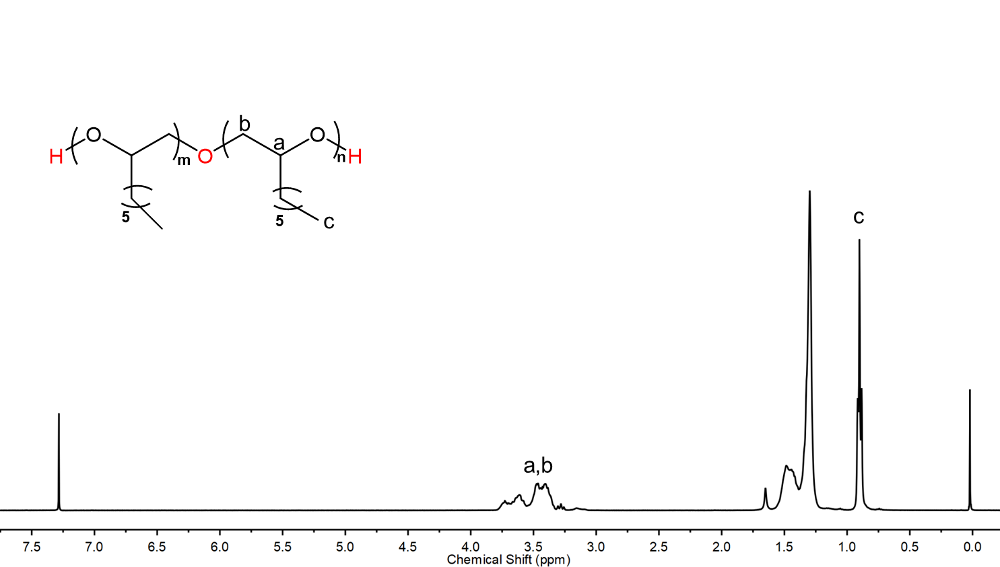 b
H ( O ) m O ( a O ) n H
5 5 c
c
a,b
7.5 7.0 6.5 6.0 5.5 5.0 4.5 4.0 3.5 3.0 2.5 2.0 1.5 1.0 0.5 0.0
Chemical Shift (ppm)